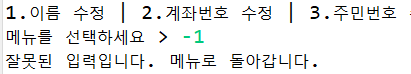 1.이름 수정 | 2.계좌번호 수정 | 3.주민번호
메뉴를 선택하세요 > -1
잘못된 입력입니다. 메뉴로 돌아갑니다.